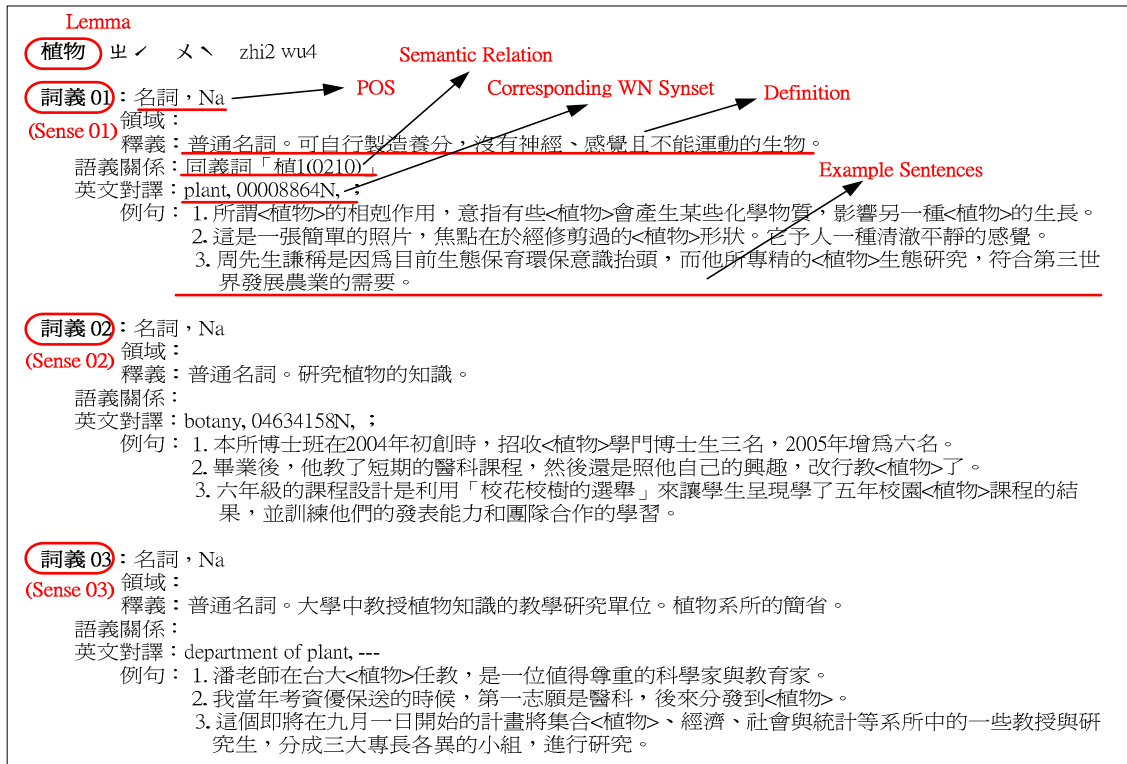 Lemma
植物 ㄓˊ ㄨˋ zhi2 wu4
Semantic Relation
POS
Corresponding WN Synset
Definition
詞義 01：名詞，Na
(Sense 01)
領域：
釋義：普通名詞。可自行製造養分，沒有神經、感覺且不能運動的生物。
語義關係：同義詞「植1(0210)」
英文對譯：plant, 00008864N, ；
Example Sentences
例句：1. 所謂<植物>的相剋作用，意指有些<植物>會產生某些化學物質，影響另一種<植物>的生長。
2. 這是一張簡單的照片，焦點在於經修剪過的<植物>形狀。它予人一種清澈平靜的感覺。
3. 周先生謙稱是因爲目前生態保育環保意識抬頭，而他所專精的<植物>生態研究，符合第三世
界發展農業的需要。
詞義 02：名詞，Na
(Sense 02)
領域：
釋義：普通名詞。研究植物的知識。
語義關係：
英文對譯：botany, 04634158N, ；
例句：1. 本所博士班在2004年初創時，招收<植物>學門博士生三名，2005年增爲六名。
2. 畢業後，他教了短期的醫科課程，然後還是照他自己的興趣，改行教<植物>了。
3. 六年級的課程設計是利用「校花校樹的選舉」來讓學生呈現學了五年校園<植物>課程的結
果，並訓練他們的發表能力和團隊合作的學習。
詞義 03：名詞，Na
(Sense 03)
領域：
釋義：普通名詞。大學中教授植物知識的教學研究單位。植物系所的簡省。
語義關係：
英文對譯：department of plant, ---
例句：1. 潘老師在台大<植物>任教，是一位值得尊重的科學家與教育家。
2. 我當年考資優保送的時候，第一志願是醫科，後來分發到<植物>。
3. 這個即將在九月一日開始的計畫將集合<植物>、經濟、社會與統計等系所中的一些教授與研
究生，分成三大專長各異的小組，進行研究。